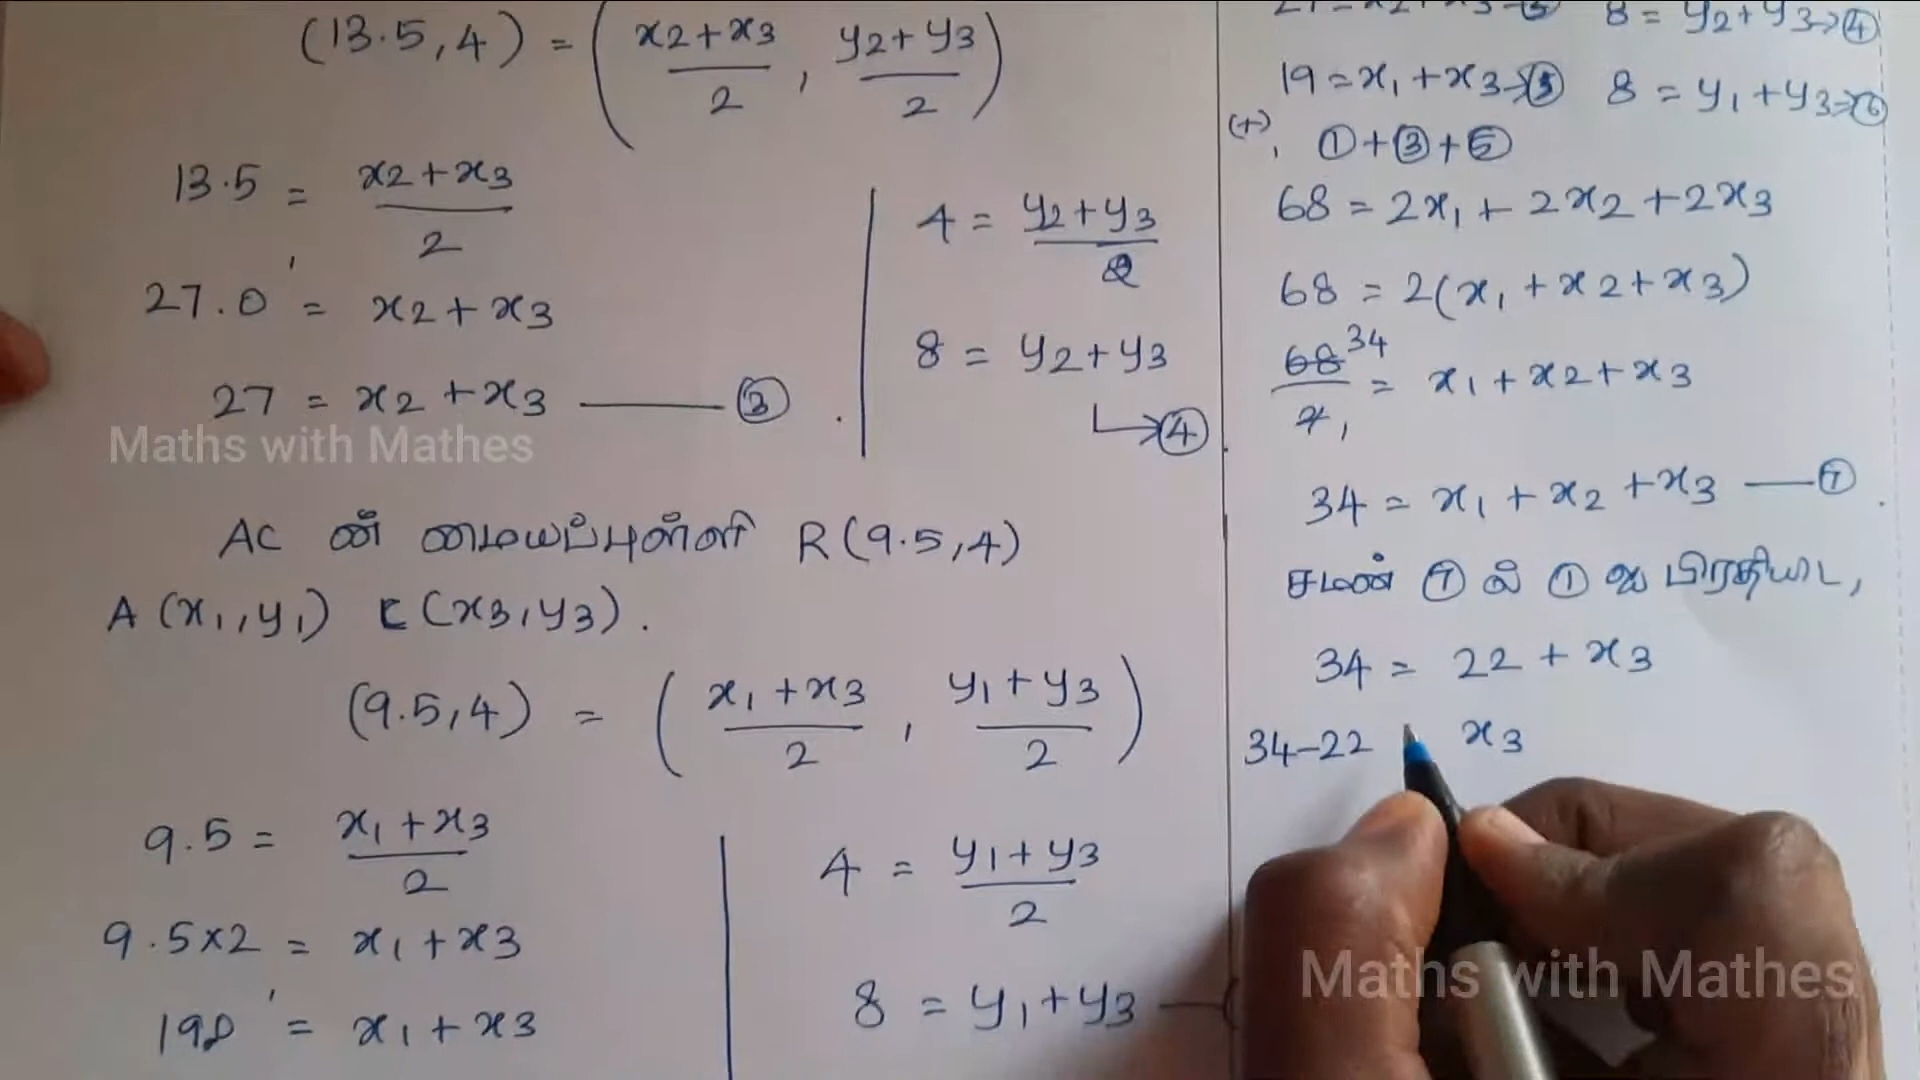 (13.5,4) = (x2+x3/2, y2+y3/2)
13.5 = x2+x3/2
27.0 = x2+x3
27 = x2+x3 — ③
4 = y2+y3/2
8 = y2+y3
→④
Maths with Mathes
AC ன் மையப்புள்ளி R(9.5,4)
A(x1,y1) C(x3,y3).
(9.5,4) = (x1+x3/2, y1+y3/2)
9.5 = x1+x3/2
9.5×2 = x1+x3
190 = x1+x3
4 = y1+y3/2
8 = y1+y3 —
8 = y2+y3→④
19=x1+x3→⑤ 8 = y1+y3→⑥
(+), ①+③+⑤
68 = 2x1+2x2+2x3
68 = 2(x1+x2+x3)
68/2 34 1 = x1+x2+x3
34 = x1+x2+x3 —⑦
சமன் ⑦ ல் ① ஐ பிரதியிட,
34 = 22+x3
34-22 x3
Maths with Mathes